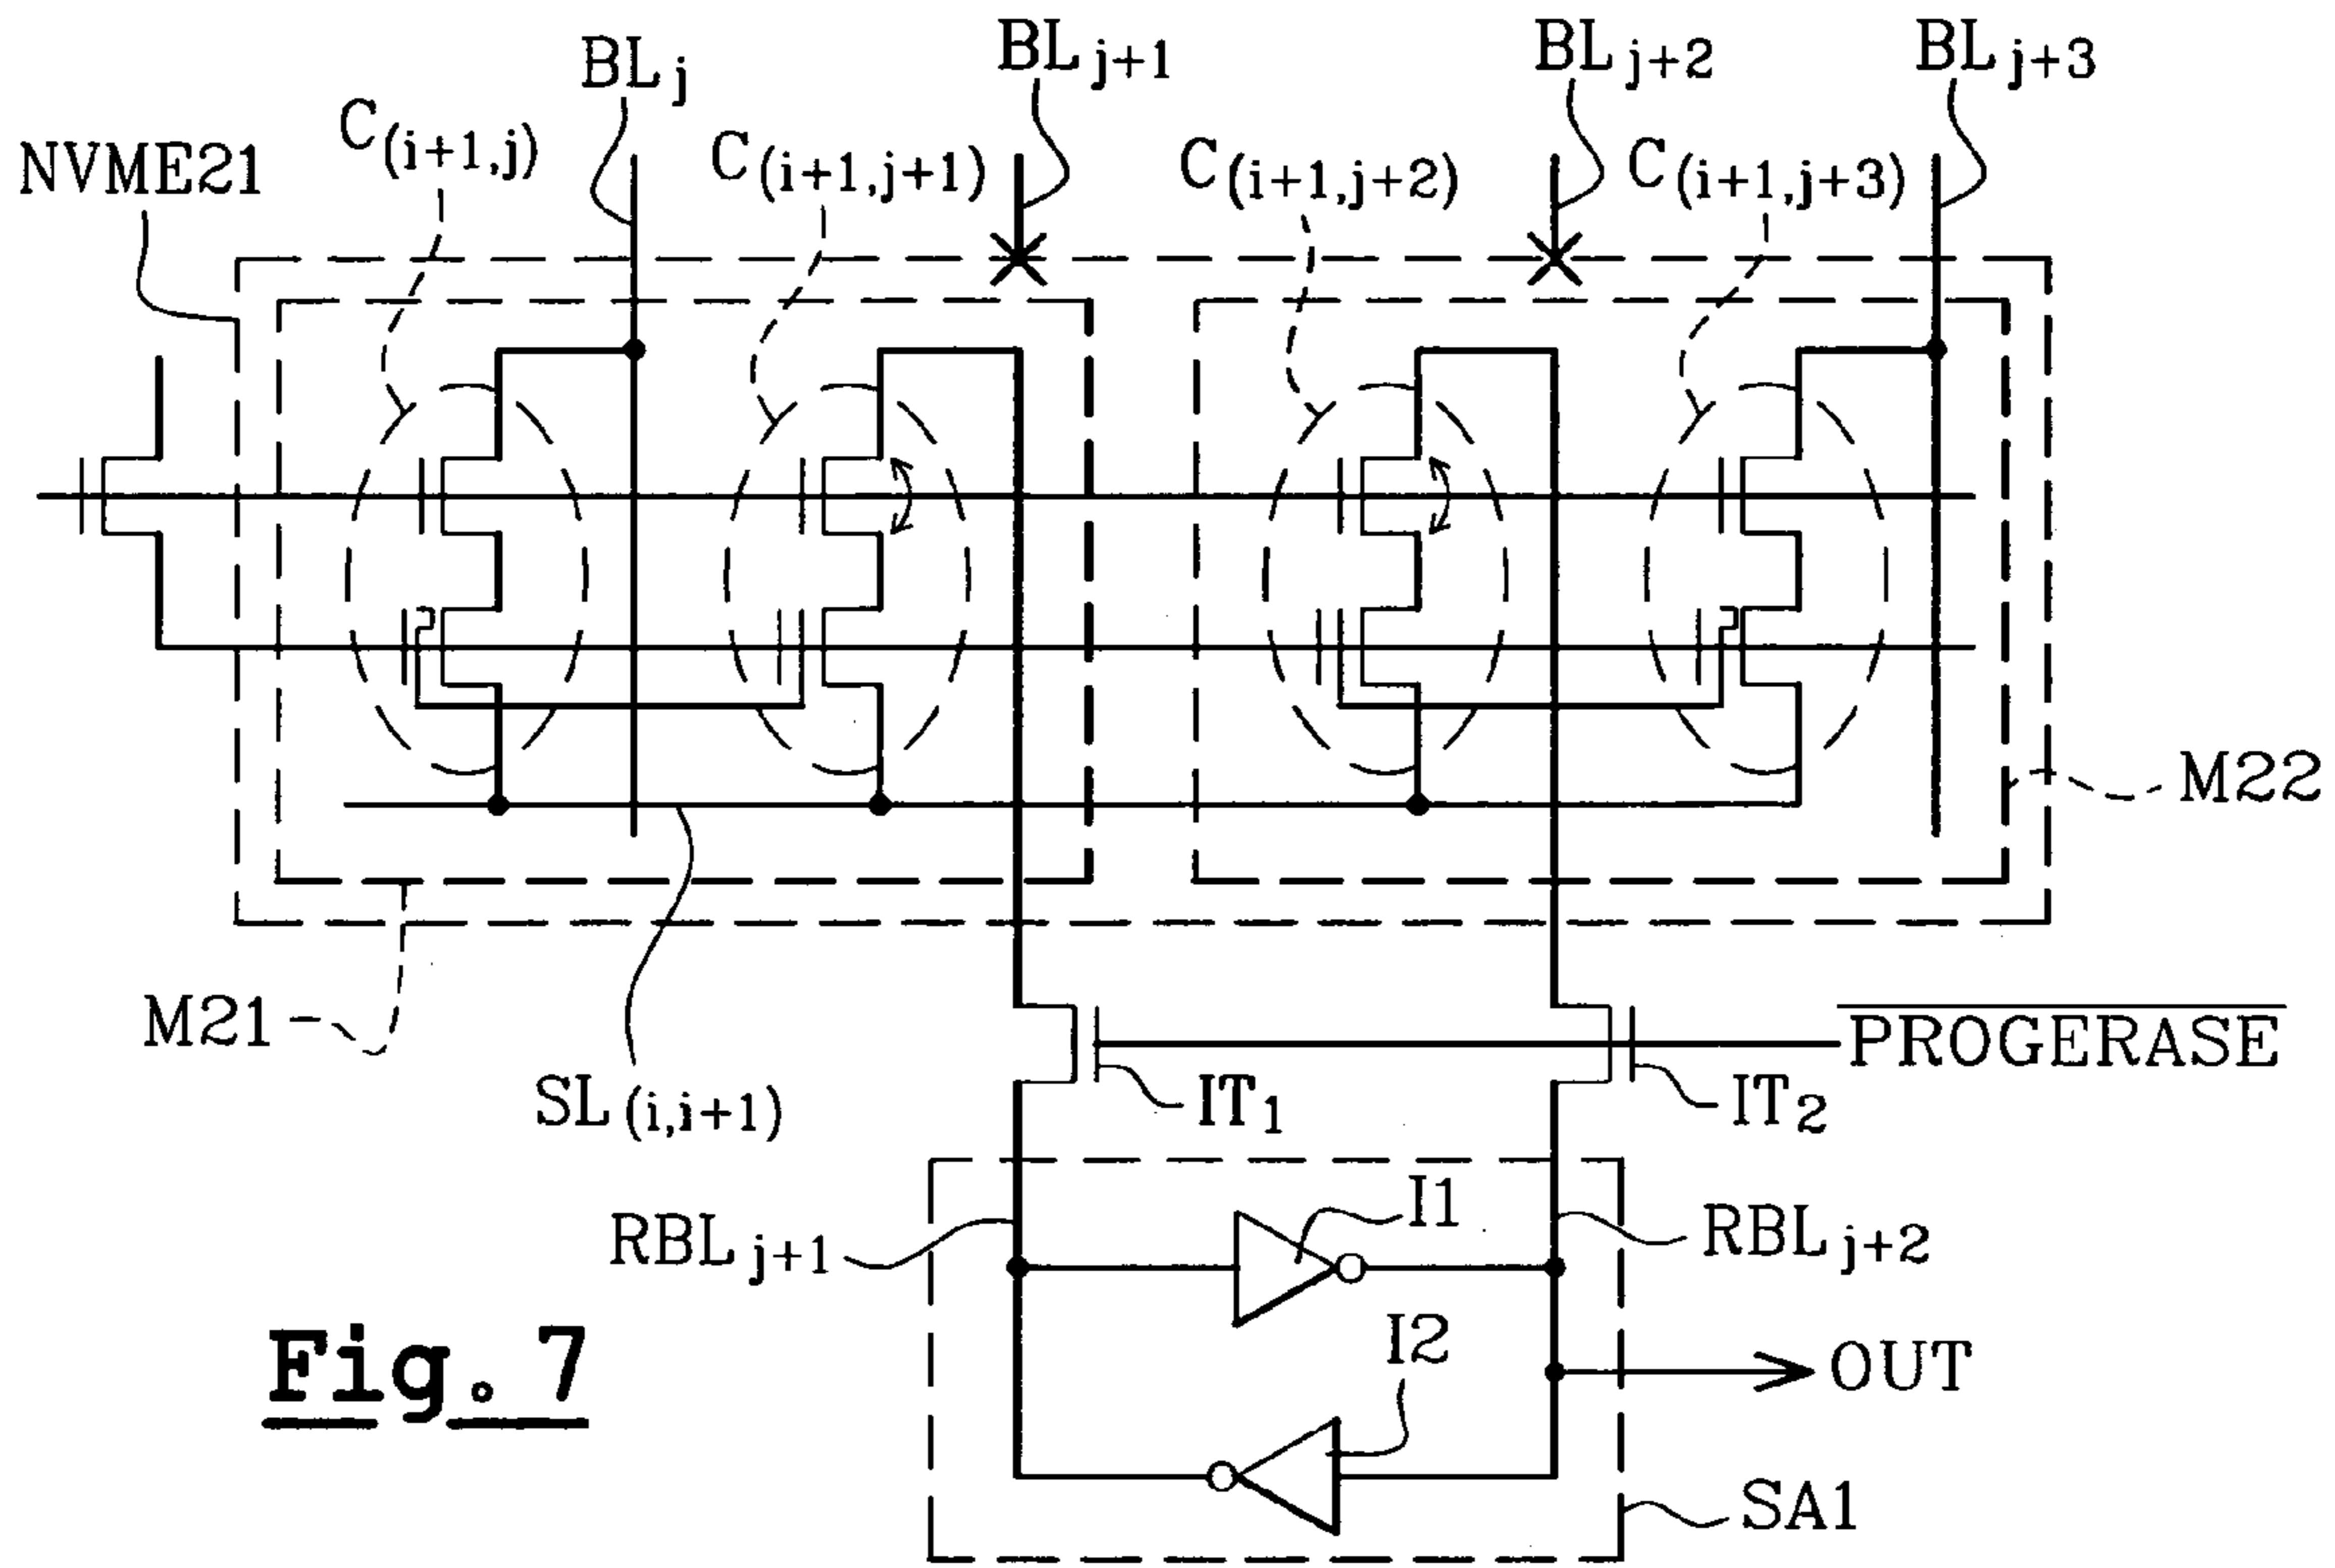 BLj
BLj+1
BLj+2
BLj+3
C(i+1,j)
C(i+1,j+1)
C(i+1,j+2)
C(i+1,j+3)
NVME21
M22
M21
SL(i,i+1)
IT1
IT2
PROGERASE
RBLj+1
I1
RBLj+2
I2
OUT
SA1
Fig. 7